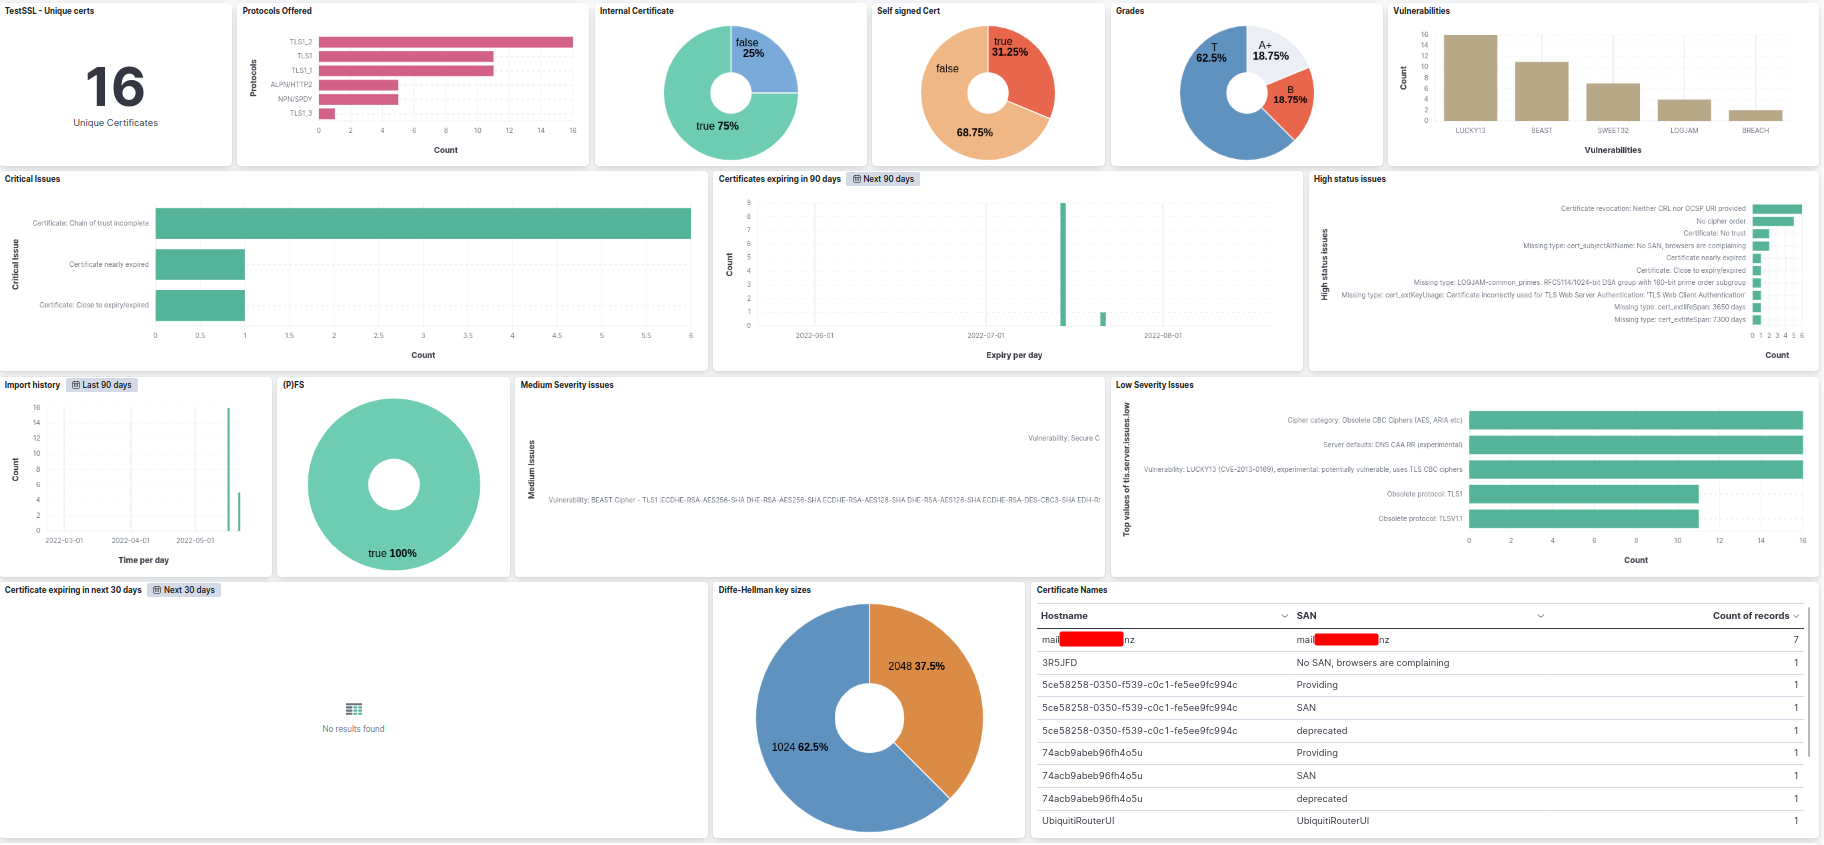 TestSSL - Unique certs
16
Unique Certificates
Protocols Offered
Protocols
TLS1_2
TLS1
TLS1_1
ALPN/HTTP2
NPN/SPDY
TLS1_3
0 2 4 6 8 10 12 14 16
Count
Internal Certificate
false
25%
true 75%
Self signed Cert
true
31.25%
false
68.75%
Grades
T
62.5%
A+
18.75%
B
18.75%
Vulnerabilities
Count
16
14
12
10
8
6
4
2
0
LUCKY13 BEAST SWEET32 LOGJAM BREACH
Vulnerabilities
Critical Issues
Critical Issue
Certificate: Chain of trust incomplete
Certificate nearly expired
Certificate: Close to expiry/expired
0 0.5 1 1.5 2 2.5 3 3.5 4 4.5 5 5.5 6
Count
Certificates expiring in 90 days Next 90 days
Count
9
8
7
6
5
4
3
2
1
0
2022-06-01 2022-07-01 2022-08-01
Expiry per day
High status issues
High status issues
Certificate revocation: Neither CRL nor OCSP URI provided
No cipher order
Certificate: No trust
Missing type: cert_subjectAltName: No SAN, browsers are complaining
Certificate nearly expired
Certificate: Close to expiry/expired
Missing type: LOGJAM-common_primes: RFC5114/1024-bit DSA group with 160-bit prime order subgroup
Missing type: cert_extKeyUsage: Certificate incorrectly used for TLS Web Server Authentication: 'TLS Web Client Authentication'
Missing type: cert_extlifeSpan: 3650 days
Missing type: cert_extlifeSpan: 7300 days
0 1 2 3 4 5 6
Count
Import history Last 90 days
Count
16
14
12
10
8
6
4
2
0
2022-03-01 2022-04-01 2022-05-01
Time per day
(P)FS
true 100%
Medium Severity issues
Medium Issues
Vulnerability: Secure C
Vulnerability: BEAST Cipher - TLS1 :ECDHE-RSA-AES256-SHA DHE-RSA-AES256-SHA ECDHE-RSA-AES128-SHA DHE-RSA-AES128-SHA ECDHE-RSA-DES-CBC3-SHA EDH-RS
Low Severity Issues
Top values of tls.server.issues.low
Cipher category: Obsolete CBC Ciphers (AES, ARIA etc)
Server defaults: DNS CAA RR (experimental)
Vulnerability: LUCKY13 (CVE-2013-0169), experimental: potentially vulnerable, uses TLS CBC ciphers
Obsolete protocol: TLS1
Obsolete protocol: TLSV1.1
0 2 4 6 8 10 12 14 16
Count
Certificate expiring in next 30 days Next 30 days
No results found
Diffe-Hellman key sizes
2048 37.5%
1024 62.5%
Certificate Names
Hostname SAN Count of records
mail nz mail nz 7
3R5JFD No SAN, browsers are complaining 1
5ce58258-0350-f539-c0c1-fe5ee9fc994c Providing 1
5ce58258-0350-f539-c0c1-fe5ee9fc994c SAN 1
5ce58258-0350-f539-c0c1-fe5ee9fc994c deprecated 1
74acb9abeb96fh4o5u Providing 1
74acb9abeb96fh4o5u SAN 1
74acb9abeb96fh4o5u deprecated 1
UbiquitiRouterUI UbiquitiRouterUI 1